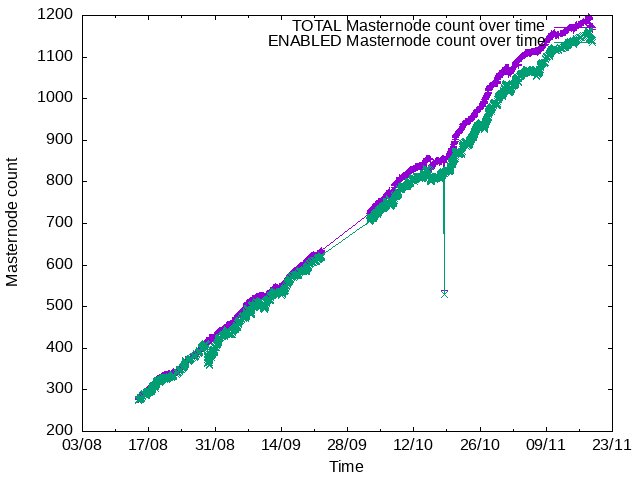 1200
1100
1000
900
800
700
600
500
400
300
200
Masternode count
TOTAL Masternode count over time
ENABLED Masternode count over time
03/08 17/08 31/08 14/09 28/09 12/10 26/10 09/11 23/11
Time